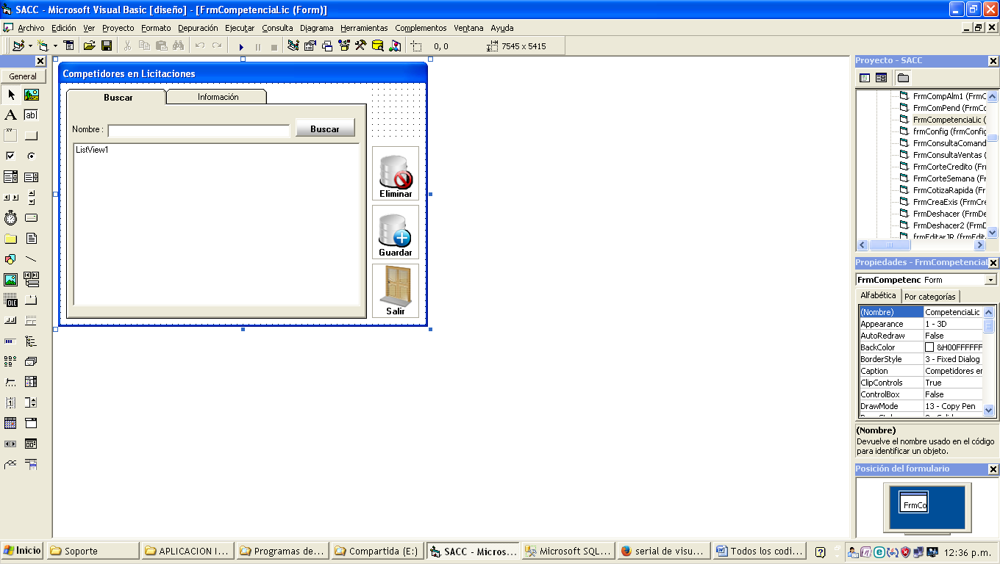 SACC - Microsoft Visual Basic [diseño] - [FrmCompetenciaLic (Form)]
Archivo Edición Ver Proyecto Formato Depuración Ejecutar Consulta Diagrama Herramientas Complementos Ventana Ayuda
0, 0
7545 x 5415
General
A
ab|
xv
OLE
Competidores en Licitaciones
Buscar
Información
Nombre :
Buscar
ListView1
Eliminar
Guardar
Salir
Proyecto - SACC
FrmCompAlm1 (FrmC
FrmComPend (FrmCo
FrmCompetenciaLic (
frmConfig (frmConfig
FrmConsultaComand
FrmConsultaVentas (
FrmCorteCredito (Frm
FrmCorteSemana (Frm
FrmCotizaRapida (Fr
FrmCreaExis (FrmCre
FrmDeshacer (FrmDe
FrmDeshacer2 (FrmD
frmEditarJR (frmEdit
Propiedades - FrmCompetenciaL
FrmCompetenc Form
Alfabética
Por categorías
(Nombre) CompetenciaLic
Appearance 1 - 3D
AutoRedraw False
BackColor &H00FFFFFF
BorderStyle 3 - Fixed Dialog
Caption Competidores en
ClipControls True
ControlBox False
DrawMode 13 - Copy Pen
(Nombre)
Devuelve el nombre usado en el código
para identificar un objeto.
Posición del formulario
FrmCo
Inicio
Soporte
APLICACION I...
Programas de...
Compartida (E:)
SACC - Micros...
Microsoft SQL...
serial de visu...
Todos los codi...
12:36 p.m.